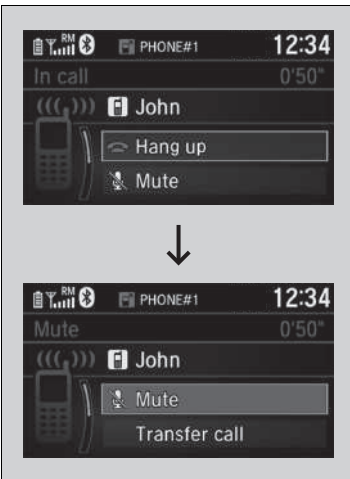 RM PHONE#1 12:34
In call 0'50"
John
Hang up
Mute
RM PHONE#1 12:34
Mute 0'50"
John
Mute
Transfer call